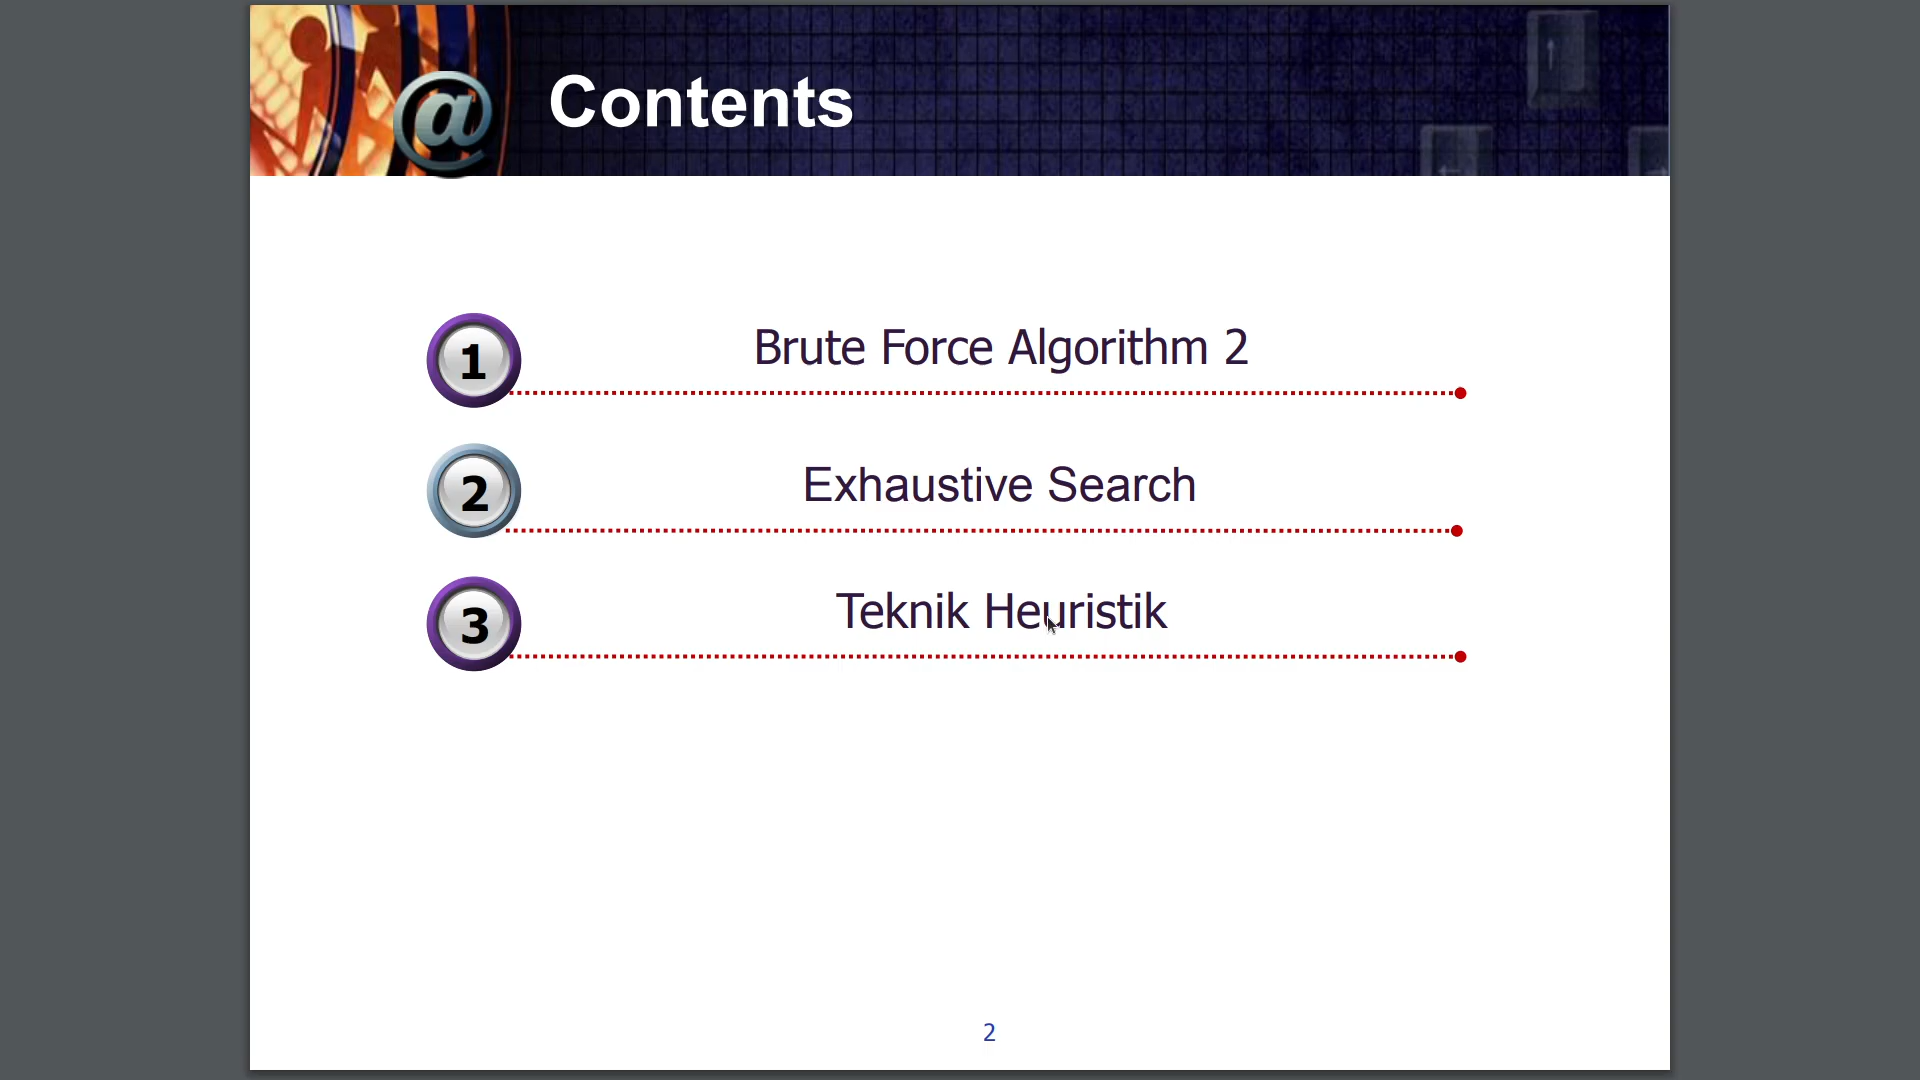 @ Contents
1 Brute Force Algorithm 2
2 Exhaustive Search
3 Teknik Heuristik
2